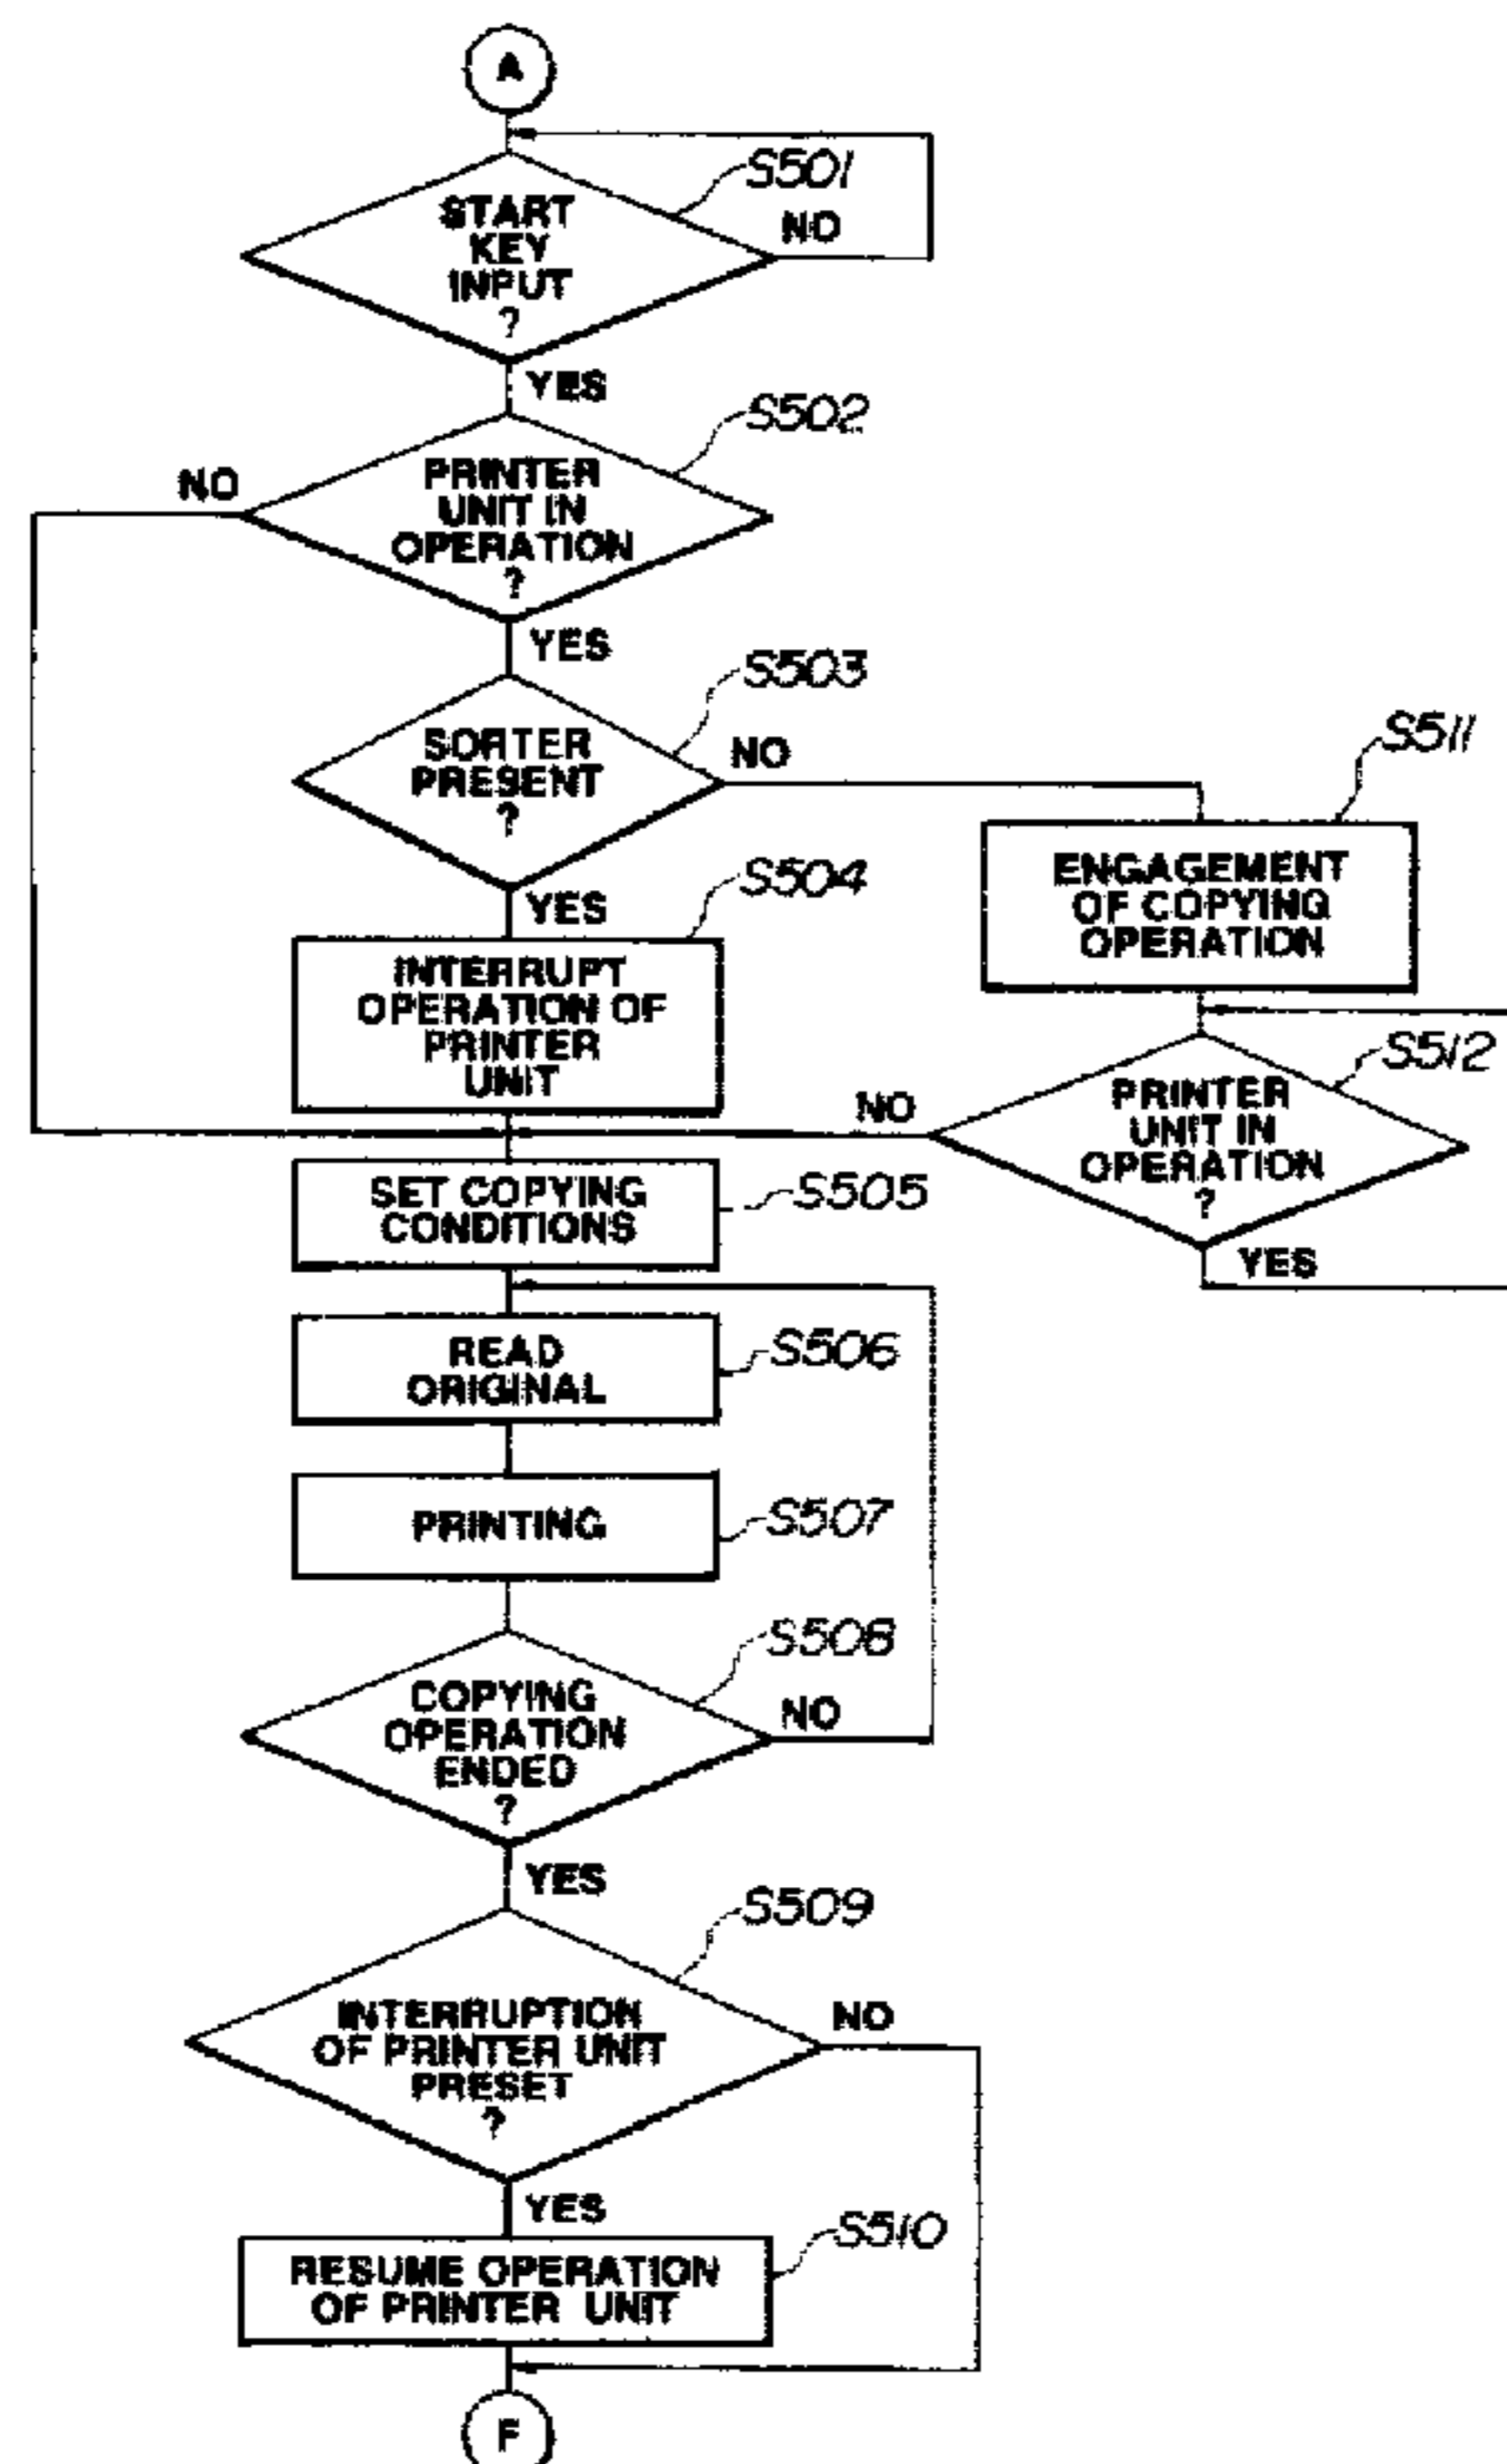 A
S501
START
KEY
INPUT
?
NO
YES
S502
NO
PRINTER
UNIT IN
OPERATION
?
YES
S503
SORTER
PRESENT
?
NO
S511
ENGAGEMENT
OF COPYING
OPERATION
YES
S504
INTERRUPT
OPERATION OF
PRINTER
UNIT
S512
PRINTER
UNIT IN
OPERATION
?
NO
YES
SET COPYING
CONDITIONS
S505
READ
ORIGINAL
S506
PRINTING
S507
S508
COPYING
OPERATION
ENDED
?
NO
YES
S509
INTERRUPTION
OF PRINTER UNIT
PRESET
?
NO
YES
S510
RESUME OPERATION
OF PRINTER UNIT
F